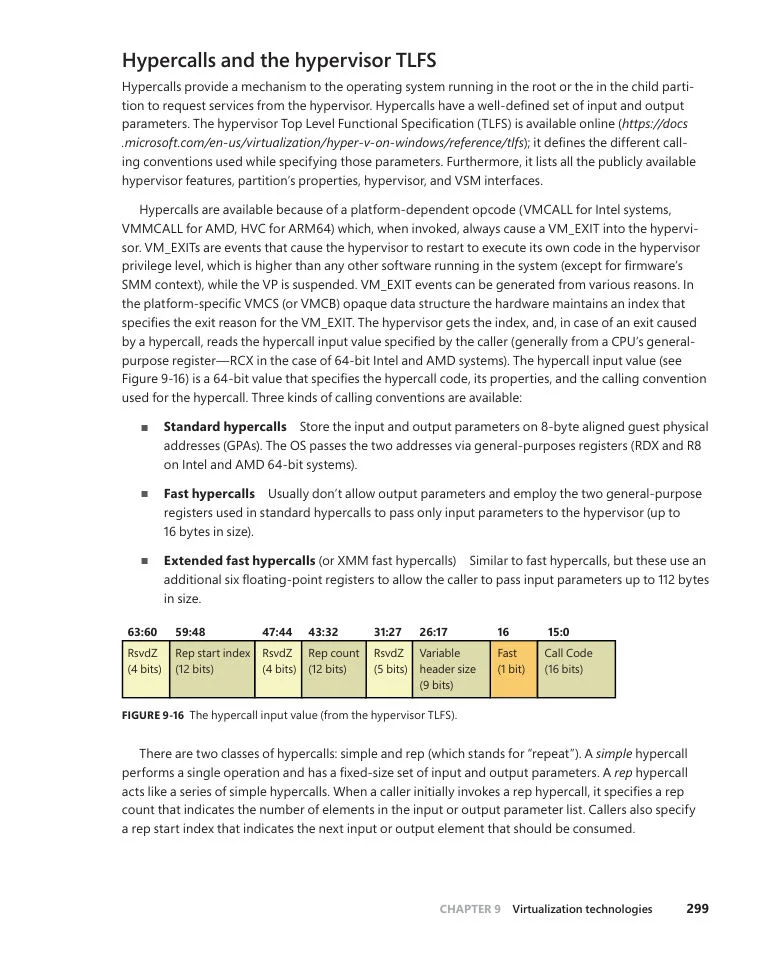 Hypercalls and the hypervisor TLFS
Hypercalls provide a mechanism to the operating system running in the root or the in the child parti-
tion to request services from the hypervisor. Hypercalls have a well-defined set of input and output
parameters. The hypervisor Top Level Functional Specification (TLFS) is available online (https://docs
.microsoft.com/en-us/virtualization/hyper-v-on-windows/reference/tlfs); it defines the different call-
ing conventions used while specifying those parameters. Furthermore, it lists all the publicly available
hypervisor features, partition's properties, hypervisor, and VSM interfaces.
Hypercalls are available because of a platform-dependent opcode (VMCALL for Intel systems,
VMMCALL for AMD, HVC for ARM64) which, when invoked, always cause a VM_EXIT into the hypervi-
sor. VM_EXITs are events that cause the hypervisor to restart to execute its own code in the hypervisor
privilege level, which is higher than any other software running in the system (except for firmware's
SMM context), while the VP is suspended. VM_EXIT events can be generated from various reasons. In
the platform-specific VMCS (or VMCB) opaque data structure the hardware maintains an index that
specifies the exit reason for the VM_EXIT. The hypervisor gets the index, and, in case of an exit caused
by a hypercall, reads the hypercall input value specified by the caller (generally from a CPU's general-
purpose register—RCX in the case of 64-bit Intel and AMD systems). The hypercall input value (see
Figure 9-16) is a 64-bit value that specifies the hypercall code, its properties, and the calling convention
used for the hypercall. Three kinds of calling conventions are available:
■ Standard hypercalls Store the input and output parameters on 8-byte aligned guest physical
addresses (GPAs). The OS passes the two addresses via general-purposes registers (RDX and R8
on Intel and AMD 64-bit systems).
■ Fast hypercalls Usually don't allow output parameters and employ the two general-purpose
registers used in standard hypercalls to pass only input parameters to the hypervisor (up to
16 bytes in size).
■ Extended fast hypercalls (or XMM fast hypercalls) Similar to fast hypercalls, but these use an
additional six floating-point registers to allow the caller to pass input parameters up to 112 bytes
in size.
63:60 59:48 47:44 43:32 31:27 26:17 16 15:0
RsvdZ Rep start index RsvdZ Rep count RsvdZ Variable Fast Call Code
(4 bits) (12 bits) (4 bits) (12 bits) (5 bits) header size (1 bit) (16 bits)
(9 bits)
FIGURE 9-16 The hypercall input value (from the hypervisor TLFS).
There are two classes of hypercalls: simple and rep (which stands for "repeat"). A simple hypercall
performs a single operation and has a fixed-size set of input and output parameters. A rep hypercall
acts like a series of simple hypercalls. When a caller initially invokes a rep hypercall, it specifies a rep
count that indicates the number of elements in the input or output parameter list. Callers also specify
a rep start index that indicates the next input or output element that should be consumed.
CHAPTER 9 Virtualization technologies 299